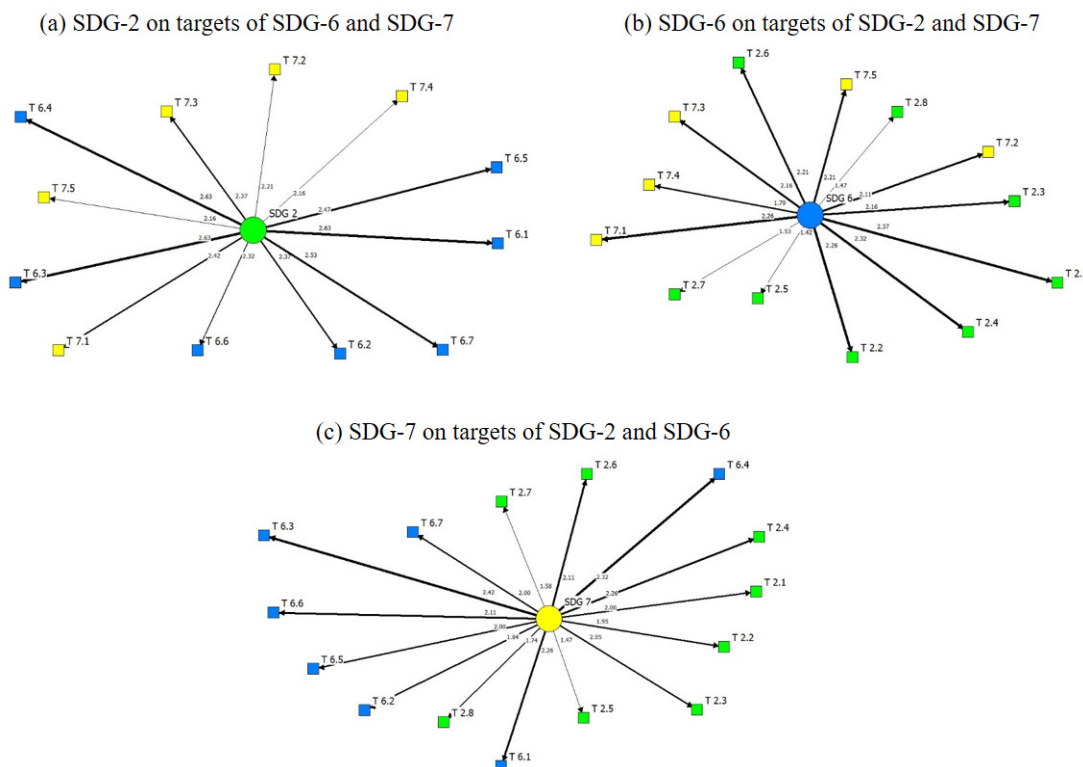 (a) SDG-2 on targets of SDG-6 and SDG-7
(b) SDG-6 on targets of SDG-2 and SDG-7
T 7.2
T 7.4
T 7.3
T 6.4
T 6.5
T 7.5
2.21
2.63
2.37
2.16
SDG 2
2.47
2.16
2.63
2.63
2.42
2.32
2.37
2.53
T 6.1
T 6.3
T 7.1
T 6.6
T 6.2
T 6.7
T 2.6
T 7.5
T 7.3
T 2.8
T 7.2
T 7.4
T 2.3
2.21
2.21
2.16
1.47
1.79
2.11
SDG 6
2.16
2.26
2.37
1.53
1.42
2.32
2.26
T 7.1
T 2.7
T 2.5
T 2.
T 2.4
T 2.2
(c) SDG-7 on targets of SDG-2 and SDG-6
T 2.6
T 6.4
T 2.7
T 6.3
T 6.7
T 2.4
T 2.1
1.58
2.11
2.32
2.42
2.00
2.26
SDG 7
2.00
2.11
1.95
2.00
2.05
1.84
1.74
1.47
2.26
T 6.6
T 2.2
T 6.5
T 6.2
T 2.8
T 2.5
T 2.3
T 6.1